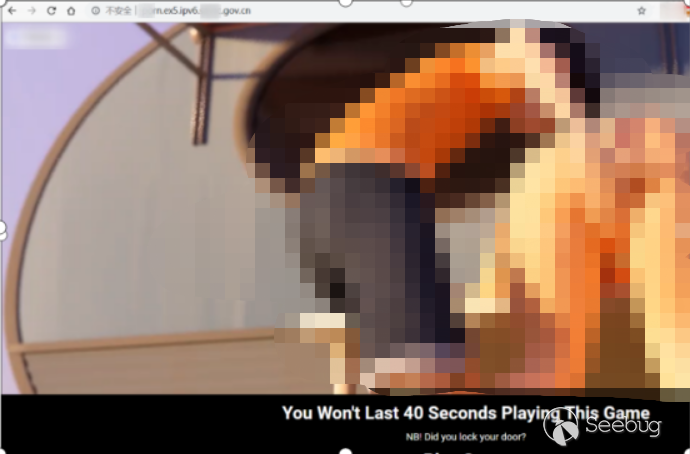 不安全
n.ex5.ipv6.
.gov.cn
You Won't Last 40 Seconds Playing This Game
NB! Did you lock your door?
Seebug